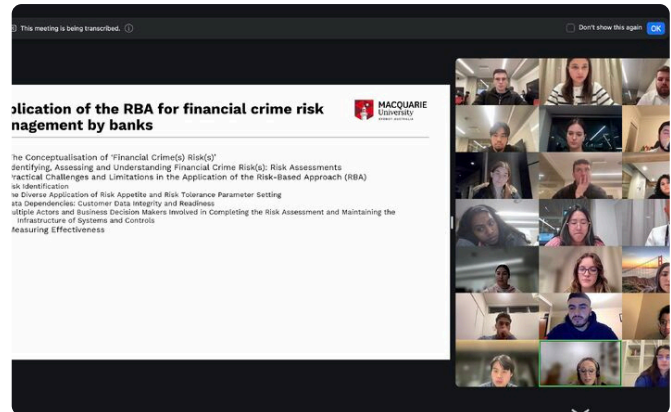 This meeting is being transcribed.
Don't show this again
OK
plication of the RBA for financial crime risk
nagement by banks
MACQUARIE
University
SYDNEY·AUSTRALIA
he Conceptualisation of 'Financial Crime(s) Risk(s)'
dentifying, Assessing and Understanding Financial Crime Risk(s): Risk Assessments
ractical Challenges and Limitations in the Application of the Risk-Based Approach (RBA)
isk Identification
he Diverse Application of Risk Appetite and Risk Tolerance Parameter Setting
ata Dependencies: Customer Data Integrity and Readiness
ultiple Actors and Business Decision Makers Involved in Completing the Risk Assessment and Maintaining the
Infrastructure of Systems and Controls
Measuring Effectiveness